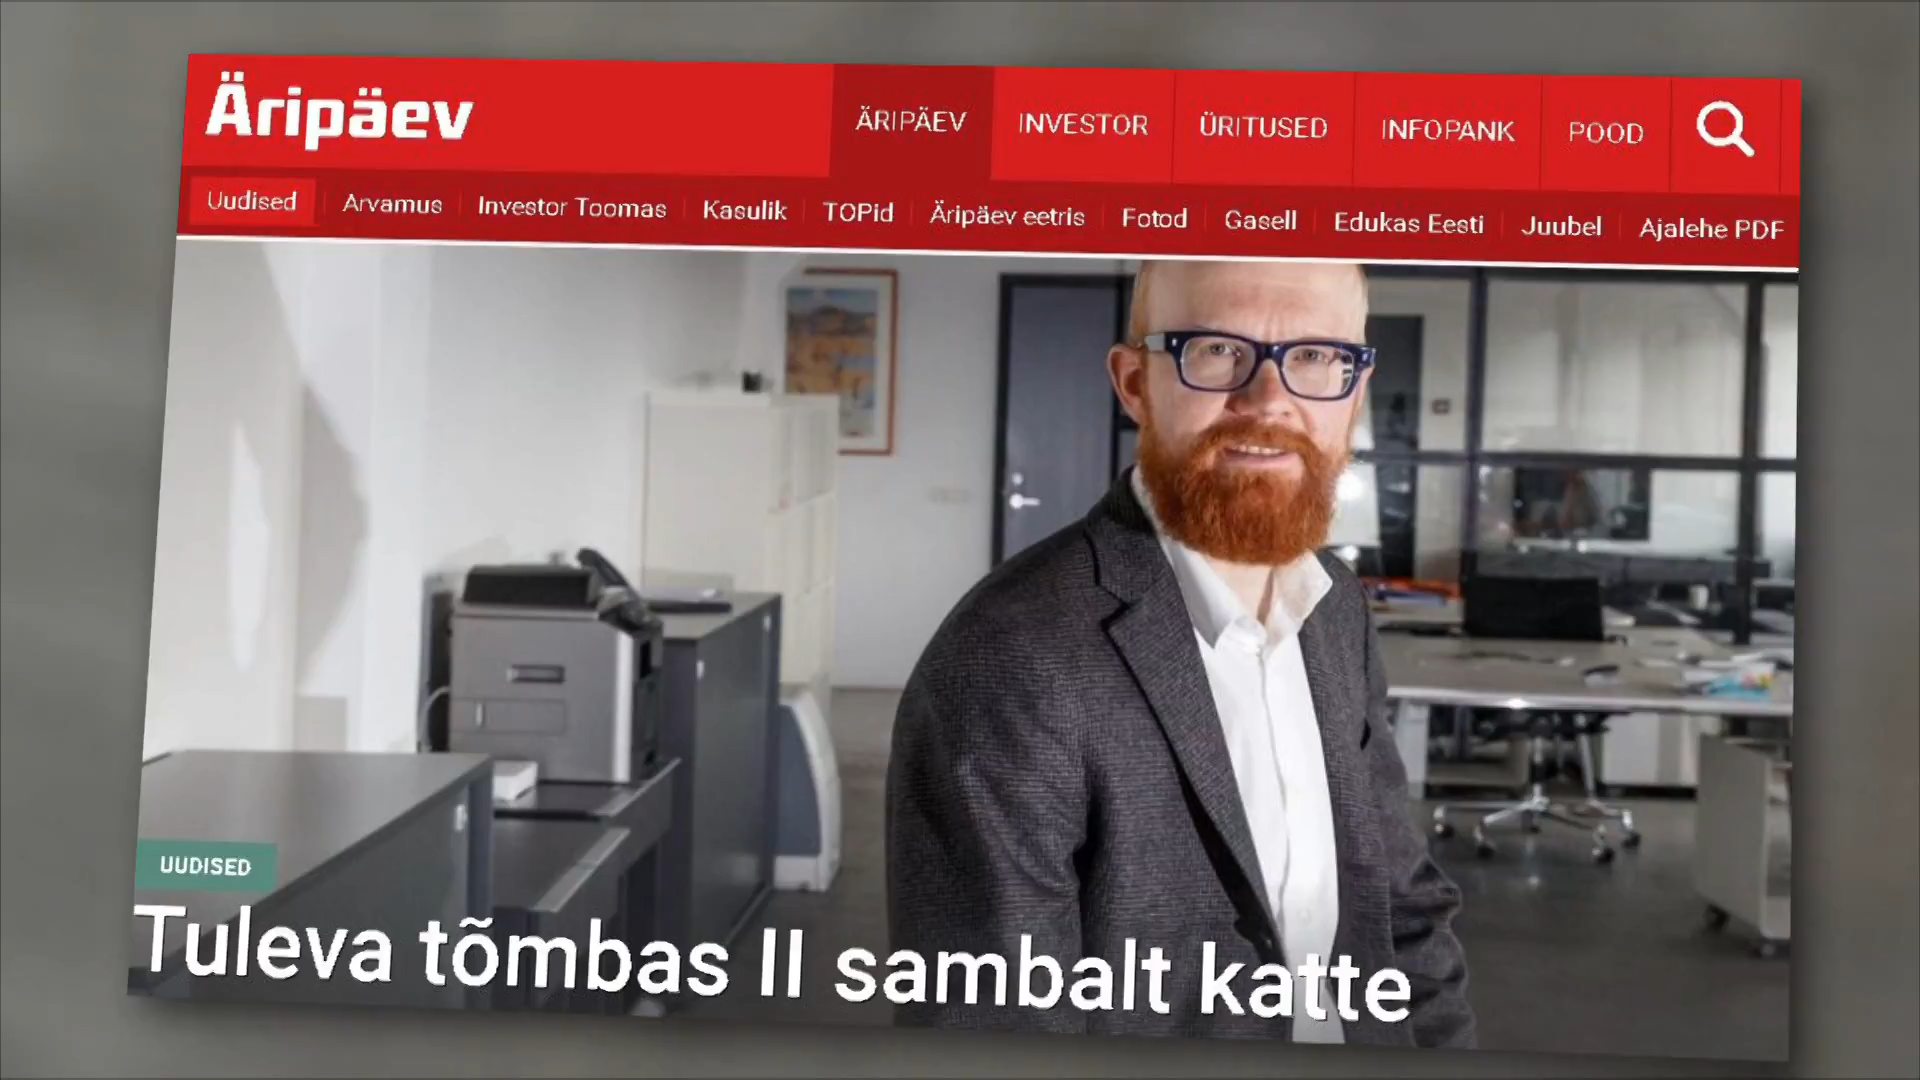 Äripäev
ÄRIPÄEV INVESTOR ÜRITUSED INFOPANK POOD
Uudised Arvamus Investor Toomas Kasulik TOPid Äripäev eetris Fotod Gasell Edukas Eesti Juubel Ajalehe PDF
UUDISED
Tuleva tõmbas II sambalt katte